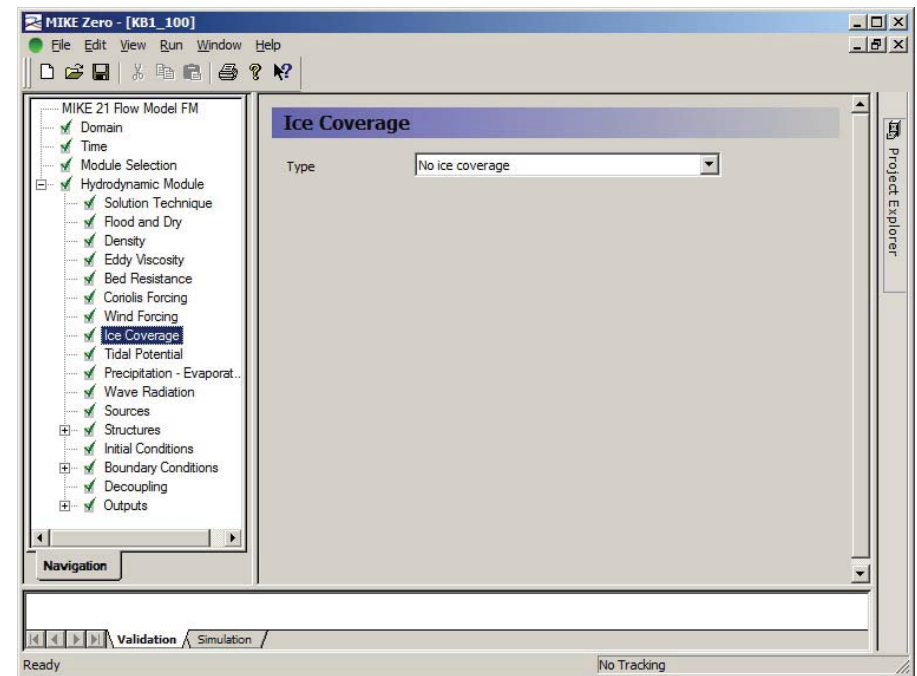 MIKE Zero - [KB1_100]
File Edit View Run Window Help
MIKE 21 Flow Model FM
Domain
Time
Module Selection
Hydrodynamic Module
Solution Technique
Flood and Dry
Density
Eddy Viscosity
Bed Resistance
Coriolis Forcing
Wind Forcing
Ice Coverage
Tidal Potential
Precipitation - Evaporat..
Wave Radiation
Sources
Structures
Initial Conditions
Boundary Conditions
Decoupling
Outputs
Navigation
Ice Coverage
Type No ice coverage
Project Explorer
Validation Simulation
Ready No Tracking